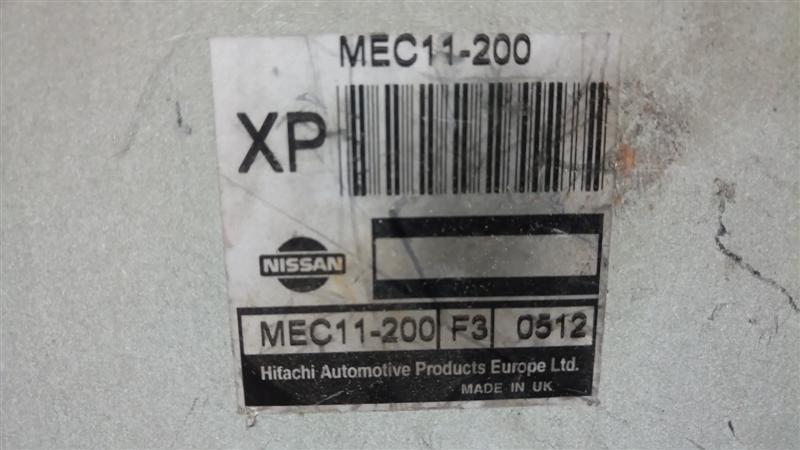 MEC11-200
XP
NISSAN
MEC11-200 F3 0512
Hitachi Automotive Products Europe Ltd.
MADE IN UK